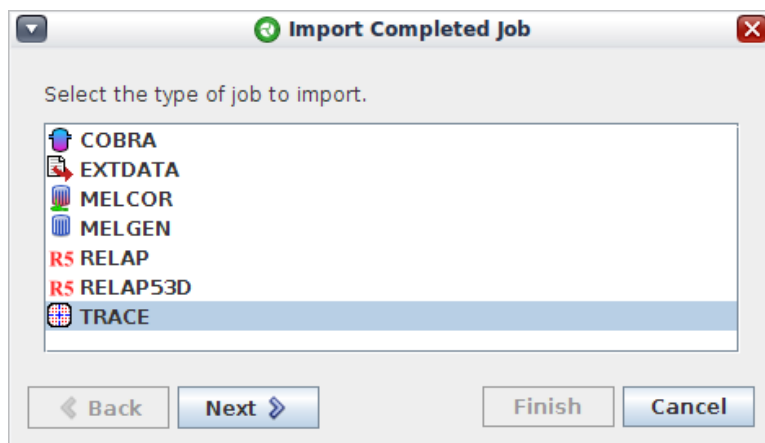 Import Completed Job
Select the type of job to import.
COBRA
EXTDATA
MELCOR
MELGEN
R5 RELAP
R5 RELAP53D
TRACE
Back Next Finish Cancel